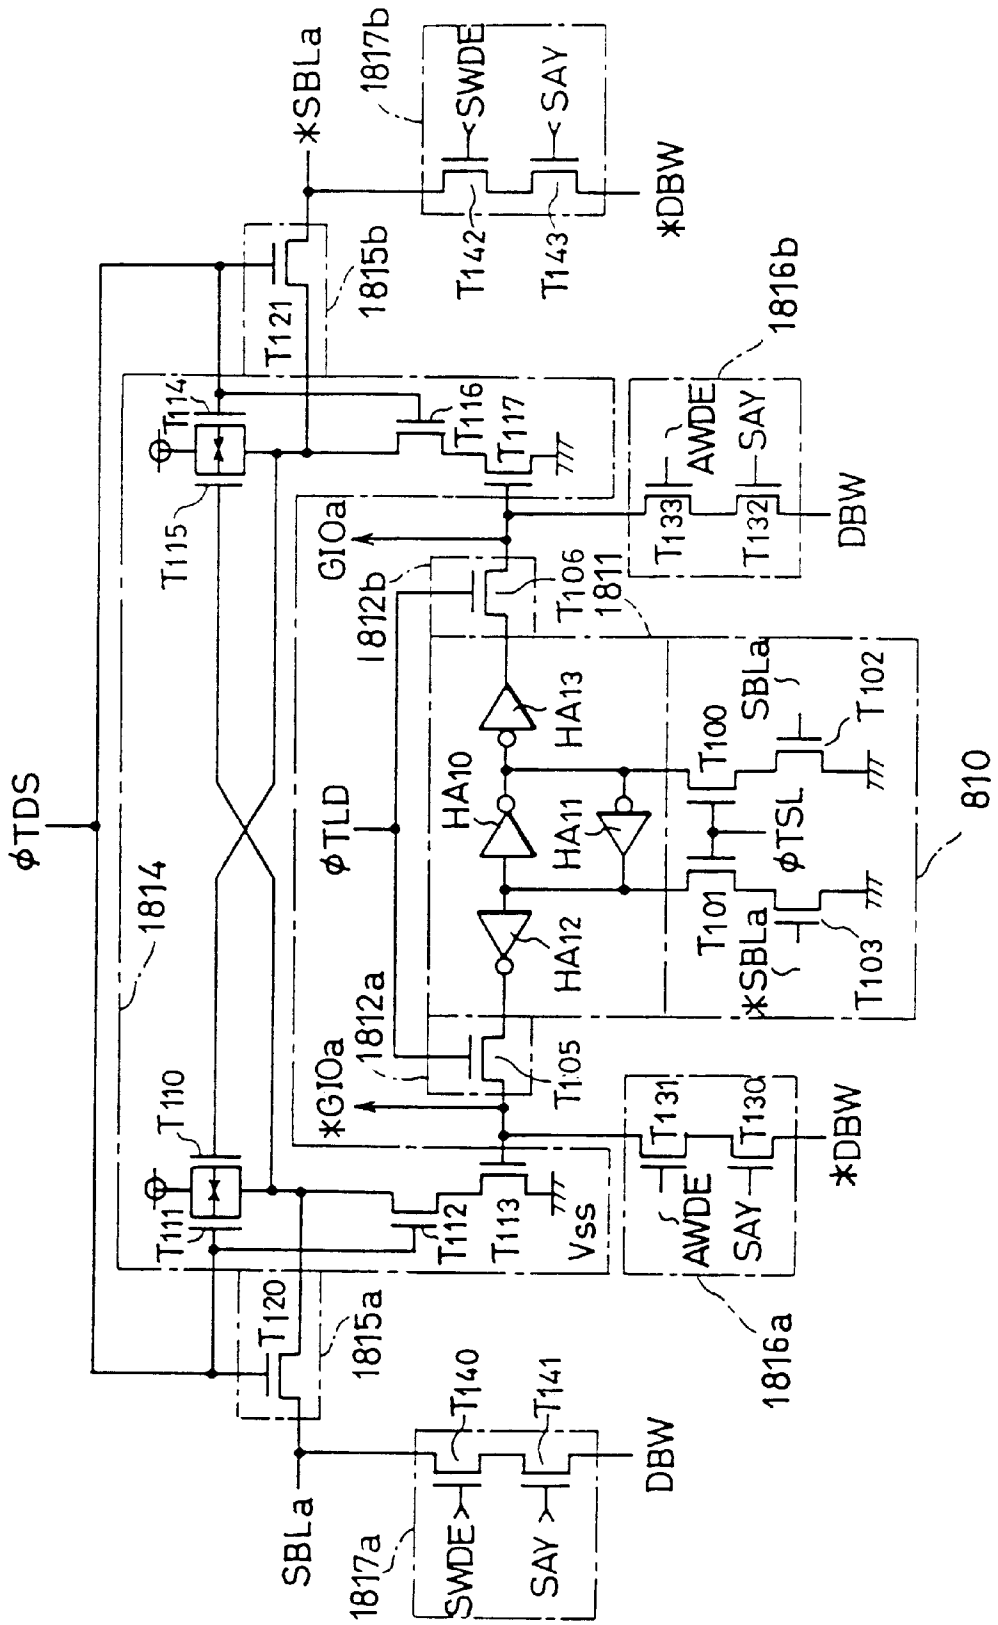 φTDS
1814
T111
T110
T115
T114
T120
1815a
T121
1815b
SBLa
*SBLa
T112
T113
Vss
T116
T117
*GIOa
GIOa
φTLD
1812a
1812b
T105
T106
1811
HA12
HA10
HA11
HA13
1817a
SWDE
SAY
T140
T141
DBW
1817b
SWDE
SAY
T142
T143
*DBW
1816a
AWDE
SAY
T131
T130
*DBW
1816b
AWDE
SAY
T133
T132
DBW
T101
T100
φTSL
*SBLa
SBLa
T103
T102
810